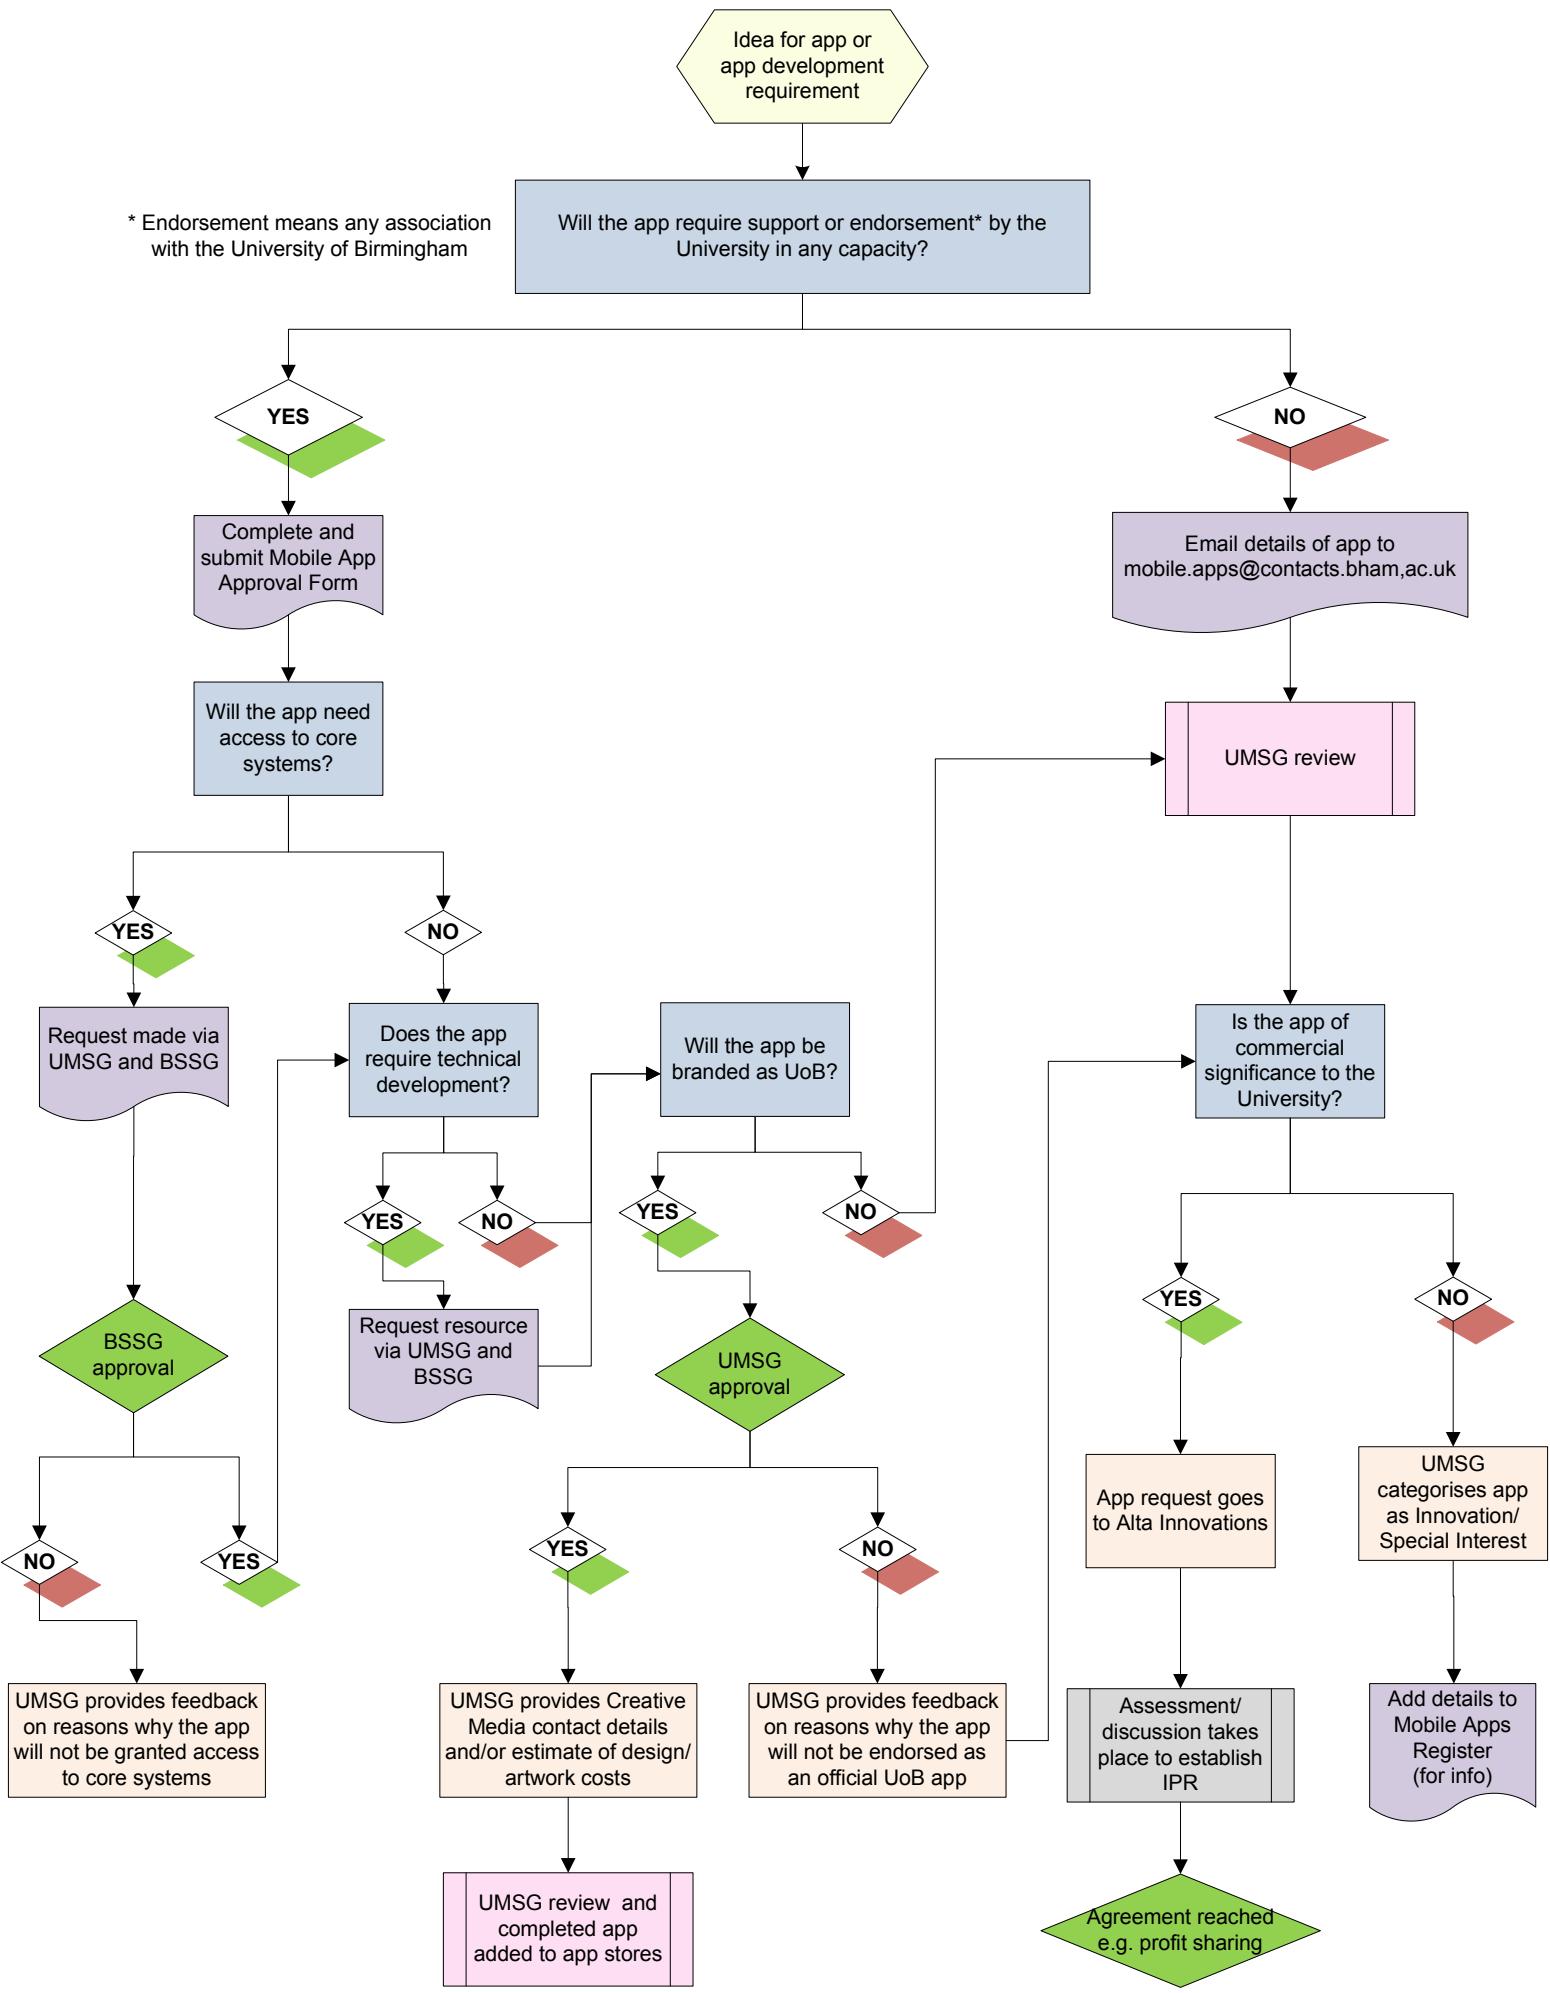 Idea for app or
app development
requirement
* Endorsement means any association
with the University of Birmingham
Will the app require support or endorsement* by the
University in any capacity?
YES
NO
Complete and
submit Mobile App
Approval Form
Email details of app to
mobile.apps@contacts.bham,ac.uk
Will the app need
access to core
systems?
UMSG review
YES
NO
Request made via
UMSG and BSSG
Does the app
require technical
development?
Will the app be
branded as UoB?
Is the app of
commercial
significance to the
University?
YES
NO
YES
NO
YES
NO
BSSG
approval
Request resource
via UMSG and
BSSG
UMSG
approval
NO
YES
YES
NO
App request goes
to Alta Innovations
UMSG
categorises app
as Innovation/
Special Interest
UMSG provides feedback
on reasons why the app
will not be granted access
to core systems
UMSG provides Creative
Media contact details
and/or estimate of design/
artwork costs
UMSG provides feedback
on reasons why the app
will not be endorsed as
an official UoB app
Assessment/
discussion takes
place to establish
IPR
Add details to
Mobile Apps
Register
(for info)
UMSG review  and
completed app
added to app stores
Agreement reached
e.g. profit sharing